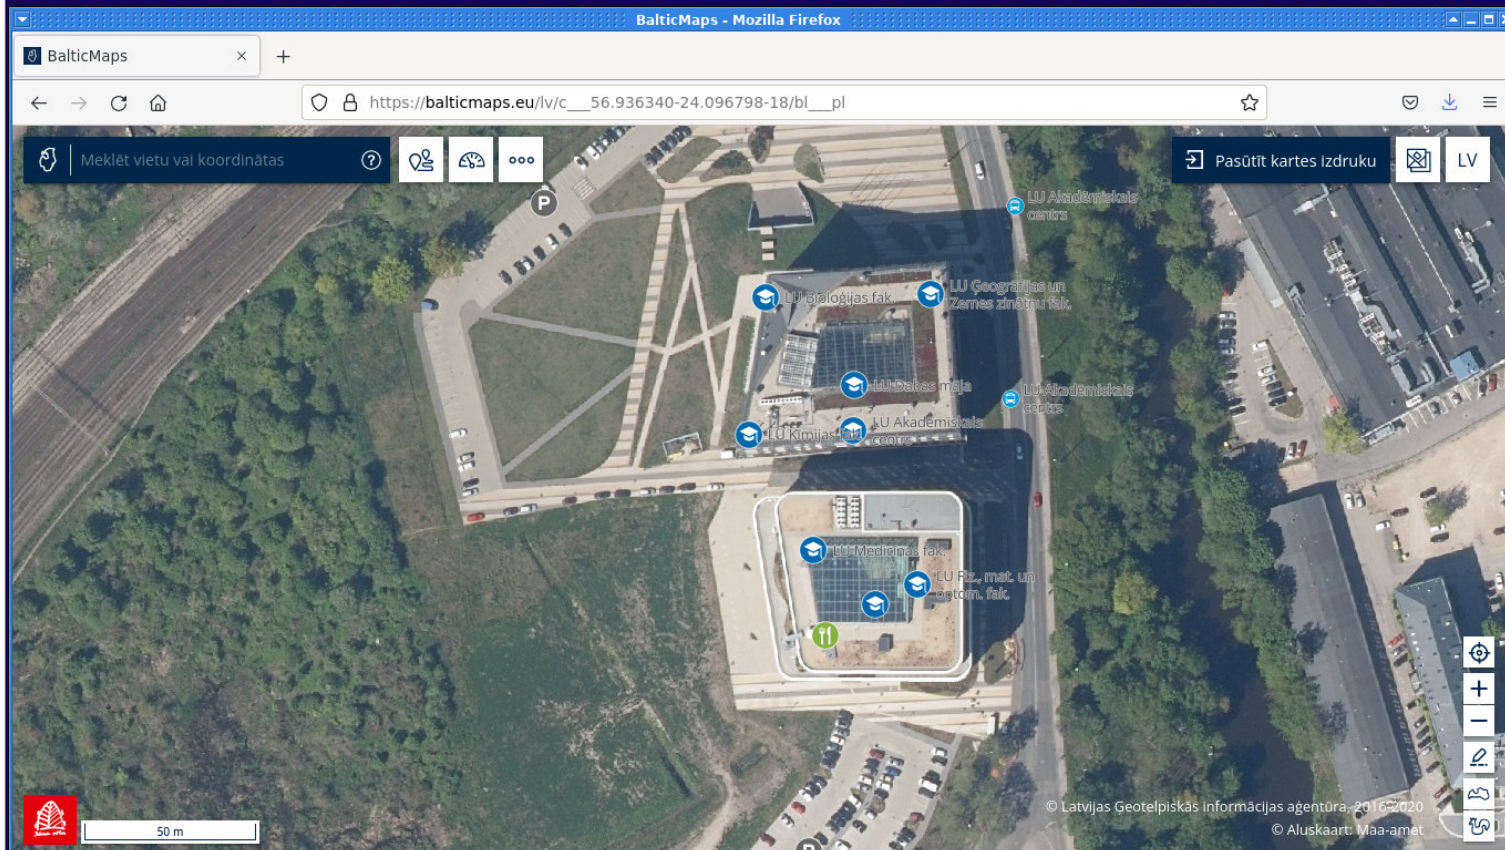 BalticMaps - Mozilla Firefox
BalticMaps
https://balticmaps.eu/lv/c___56.936340-24.096798-18/bl___pl
Meklēt vietu vai koordinātas
?
Pasūtīt kartes izdruku
LV
P
LU Akadēmiskais
centrs
LU Bioloģijas fak.
LU Ģeogrāfijas un
Zemes zinātņu fak.
LU Dabas māja
LU Akadēmiskais
centrs
LU Ķīmijas fak.
LU Akadēmiskais
centrs
LU Medicīnas fak.
LU Fiz., mat. un
optom. fak.
50 m
© Latvijas Ģeotelpiskās informācijas aģentūra, 2016-2020
© Aluskaart: Maa-amet
P